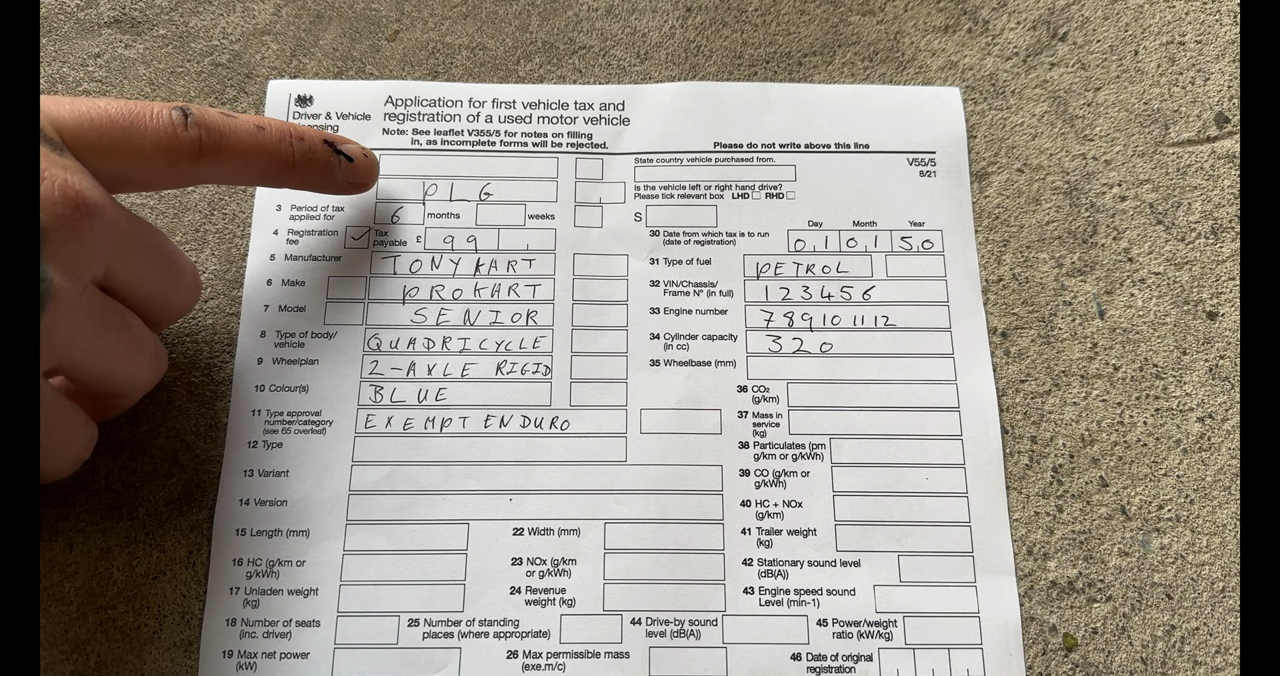 Driver & Vehicle
Application for first vehicle tax and
registration of a used motor vehicle
Note: See leaflet V355/5 for notes on filling
in, as incomplete forms will be rejected.
Please do not write above this line
V55/5
8/21
State country vehicle purchased from.
PLG
Is the vehicle left or right hand drive?
Please tick relevant box LHD RHD
3 Period of tax
applied for
6 months weeks
S
4 Registration
fee
✓ Tax
payable £ 99
30 Date from which tax is to run
(date of registration)
Day Month Year
01 01 50
5 Manufacturer TONYKART
31 Type of fuel PETROL
6 Make PROKART
32 VIN/Chassis/
Frame Nº (in full) 123456
7 Model SENIOR
33 Engine number 789101112
8 Type of body/
vehicle QUADRICYCLE
34 Cylinder capacity
(in cc) 320
9 Wheelplan 2-AXLE RIGID
35 Wheelbase (mm)
10 Colour(s) BLUE
36 CO2
(g/km)
11 Type approval
number/category
(see 65 overleaf) EXEMPT ENDURO
37 Mass in
service
(kg)
12 Type
38 Particulates (pm
g/km or g/kWh)
13 Variant
39 CO (g/km or
g/kWh)
14 Version
40 HC + NOx
(g/km)
15 Length (mm)
22 Width (mm)
41 Trailer weight
(kg)
16 HC (g/km or
g/kWh)
23 NOx (g/km
or g/kWh)
42 Stationary sound level
(dB(A))
17 Unladen weight
(kg)
24 Revenue
weight (kg)
43 Engine speed sound
Level (min-1)
18 Number of seats
(inc. driver)
25 Number of standing
places (where appropriate)
44 Drive-by sound
level (dB(A))
45 Power/weight
ratio (kW/kg)
19 Max net power
(kW)
26 Max permissible mass
(exe.m/c)
46 Date of original
registration